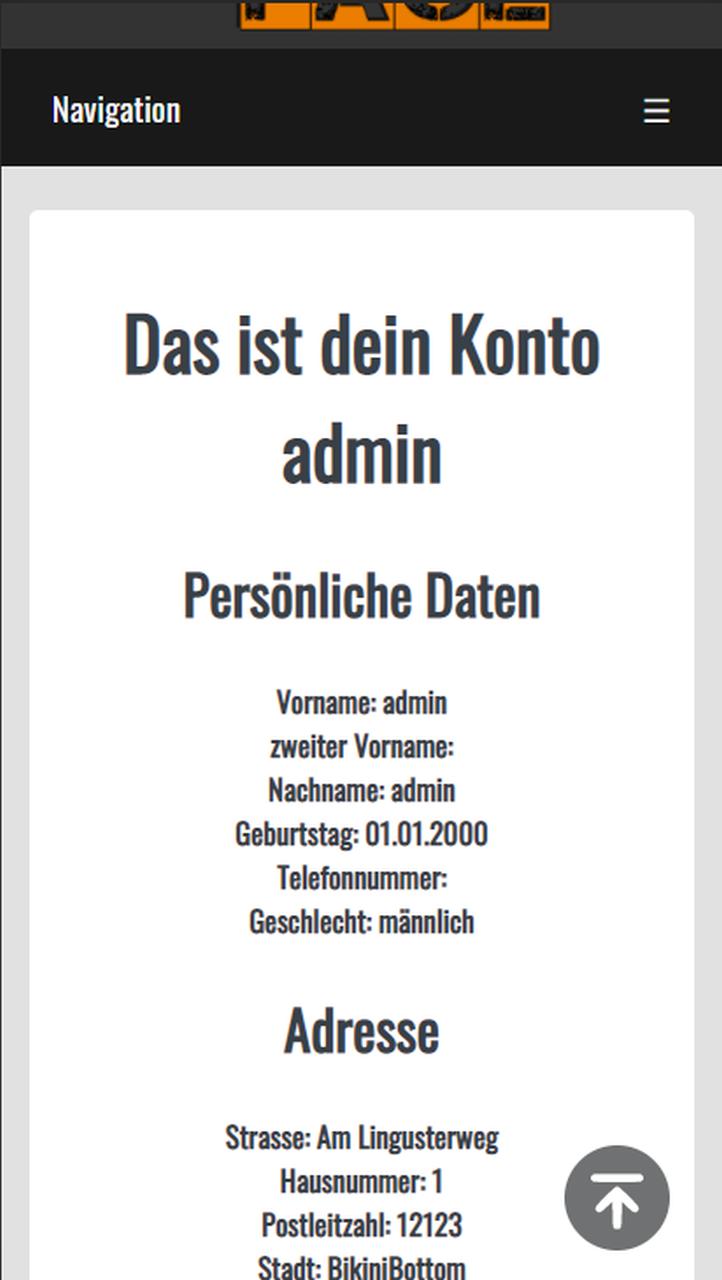 Navigation
Das ist dein Konto
admin
Persönliche Daten
Vorname: admin
zweiter Vorname:
Nachname: admin
Geburtstag: 01.01.2000
Telefonnummer:
Geschlecht: männlich
Adresse
Strasse: Am Lingusterweg
Hausnummer: 1
Postleitzahl: 12123
Stadt: BikiniBottom